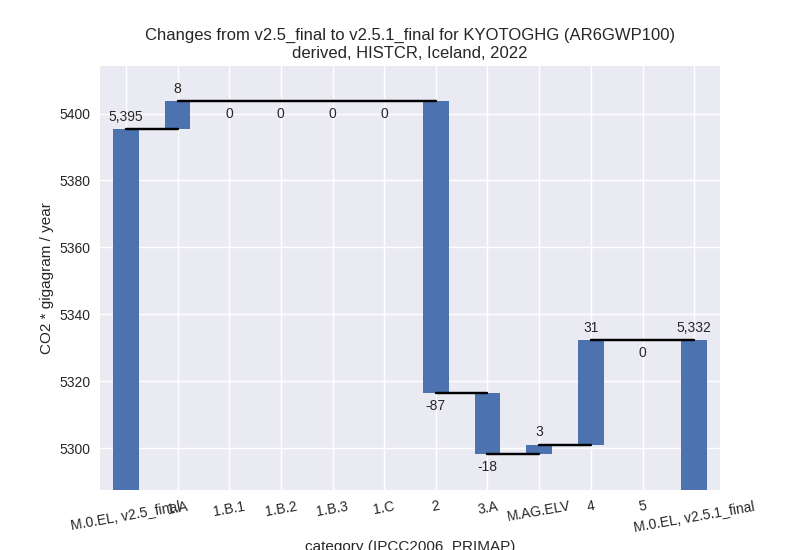 Changes from v2.5_final to v2.5.1_final for KYOTOGHG (AR6GWP100)
derived, HISTCR, Iceland, 2022
CO2 * gigagram / year
5400
5380
5360
5340
5320
5300
5,395
8
0
0
0
0
-87
-18
3
31
0
5,332
M.0.EL, v2.5_final
1.A
1.B.1
1.B.2
1.B.3
1.C
2
3.A
M.AG.ELV
4
5
M.0.EL, v2.5.1_final
category (IPCC2006_PRIMAP)